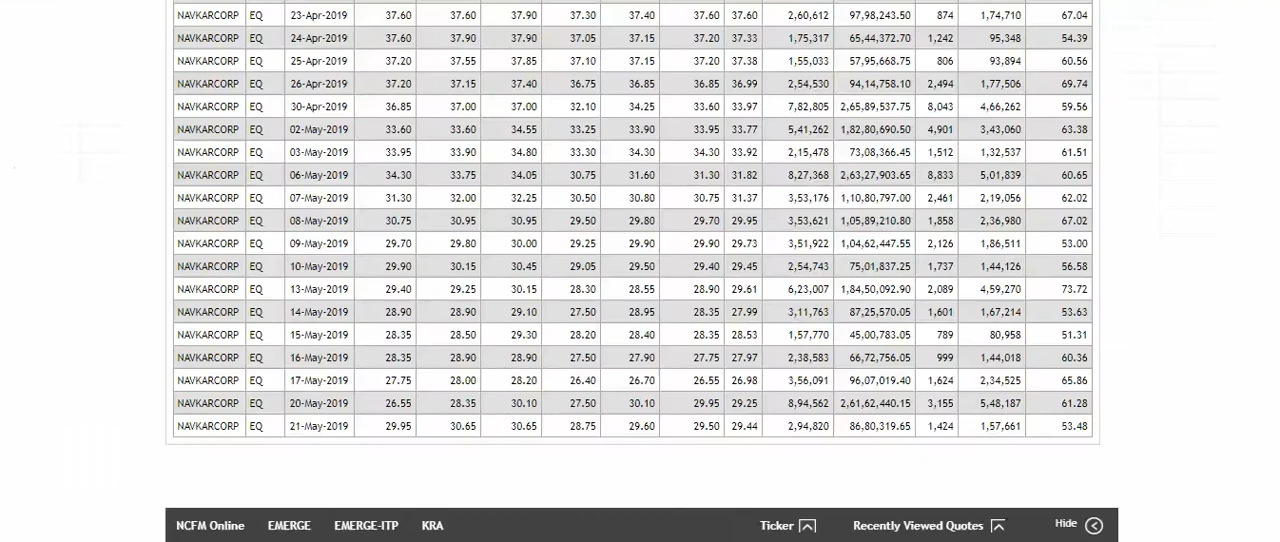 NAVKARCORP EQ 23-Apr-2019 37.60 37.60 37.90 37.30 37.40 37.60 37.60 2,60,612 97,98,243.50 874 1,74,710 67.04
NAVKARCORP EQ 24-Apr-2019 37.60 37.90 37.90 37.05 37.15 37.20 37.33 1,75,317 65,44,372.70 1,242 95,348 54.39
NAVKARCORP EQ 25-Apr-2019 37.20 37.55 37.85 37.10 37.15 37.20 37.38 1,55,033 57,95,668.75 806 93,894 60.56
NAVKARCORP EQ 26-Apr-2019 37.20 37.15 37.40 36.75 36.85 36.85 36.99 2,54,530 94,14,758.10 2,494 1,77,506 69.74
NAVKARCORP EQ 30-Apr-2019 36.85 37.00 37.00 32.10 34.25 33.60 33.97 7,82,805 2,65,89,537.75 8,043 4,66,262 59.56
NAVKARCORP EQ 02-May-2019 33.60 33.60 34.55 33.25 33.90 33.95 33.77 5,41,262 1,82,80,690.50 4,901 3,43,060 63.38
NAVKARCORP EQ 03-May-2019 33.95 33.90 34.80 33.30 34.30 34.30 33.92 2,15,478 73,08,366.45 1,512 1,32,537 61.51
NAVKARCORP EQ 06-May-2019 34.30 33.75 34.05 30.75 31.60 31.30 31.82 8,27,368 2,63,27,903.65 8,833 5,01,839 60.65
NAVKARCORP EQ 07-May-2019 31.30 32.00 32.25 30.50 30.80 30.75 31.37 3,53,176 1,10,80,797.00 2,461 2,19,056 62.02
NAVKARCORP EQ 08-May-2019 30.75 30.95 30.95 29.50 29.80 29.70 29.95 3,53,621 1,05,89,210.80 1,858 2,36,980 67.02
NAVKARCORP EQ 09-May-2019 29.70 29.80 30.00 29.25 29.90 29.90 29.73 3,51,922 1,04,62,447.55 2,126 1,86,511 53.00
NAVKARCORP EQ 10-May-2019 29.90 30.15 30.45 29.05 29.50 29.40 29.45 2,54,743 75,01,837.25 1,737 1,44,126 56.58
NAVKARCORP EQ 13-May-2019 29.40 29.25 30.15 28.30 28.55 28.90 29.61 6,23,007 1,84,50,092.90 2,089 4,59,270 73.72
NAVKARCORP EQ 14-May-2019 28.90 28.90 29.10 27.50 28.95 28.35 27.99 3,11,763 87,25,570.05 1,601 1,67,214 53.63
NAVKARCORP EQ 15-May-2019 28.35 28.50 29.30 28.20 28.40 28.35 28.53 1,57,770 45,00,783.05 789 80,958 51.31
NAVKARCORP EQ 16-May-2019 28.35 28.90 28.90 27.50 27.90 27.75 27.97 2,38,583 66,72,756.05 999 1,44,018 60.36
NAVKARCORP EQ 17-May-2019 27.75 28.00 28.20 26.40 26.70 26.55 26.98 3,56,091 96,07,019.40 1,624 2,34,525 65.86
NAVKARCORP EQ 20-May-2019 26.55 28.35 30.10 27.50 30.10 29.95 29.25 8,94,562 2,61,62,440.15 3,155 5,48,187 61.28
NAVKARCORP EQ 21-May-2019 29.95 30.65 30.65 28.75 29.60 29.50 29.44 2,94,820 86,80,319.65 1,424 1,57,661 53.48
NCFM Online EMERGE EMERGE-ITP KRA Ticker Recently Viewed Quotes Hide